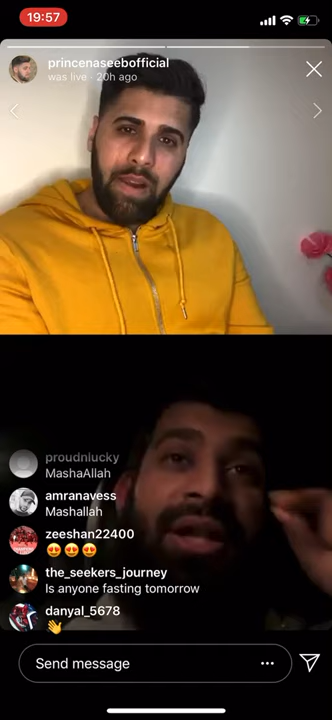 19:57
princenaseebofficial
was live · 20h ago
proudnlucky
MashaAllah
amranavess
Mashallah
zeeshan22400
😍😍😍
the_seekers_journey
Is anyone fasting tomorrow
danyal_5678
👋
Send message